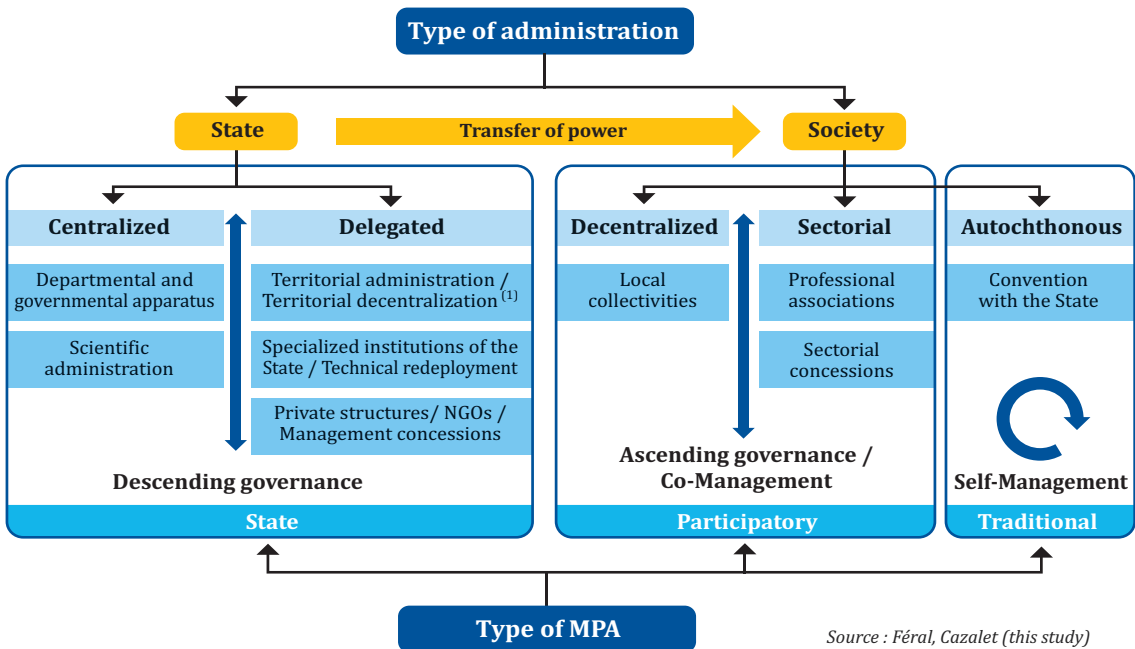 Type of administration
State
Transfer of power
Society
Centralized
Delegated
Decentralized
Sectorial
Autochthonous
Departmental and
governmental apparatus
Territorial administration /
Territorial decentralization (1)
Local
collectivities
Professional
associations
Convention
with the State
Scientific
administration
Specialized institutions of the
State / Technical redeployment
Sectorial
concessions
Private structures/ NGOs /
Management concessions
Descending governance
Ascending governance /
Co-Management
Self-Management
State
Participatory
Traditional
Type of MPA
Source : Féral, Cazalet (this study)